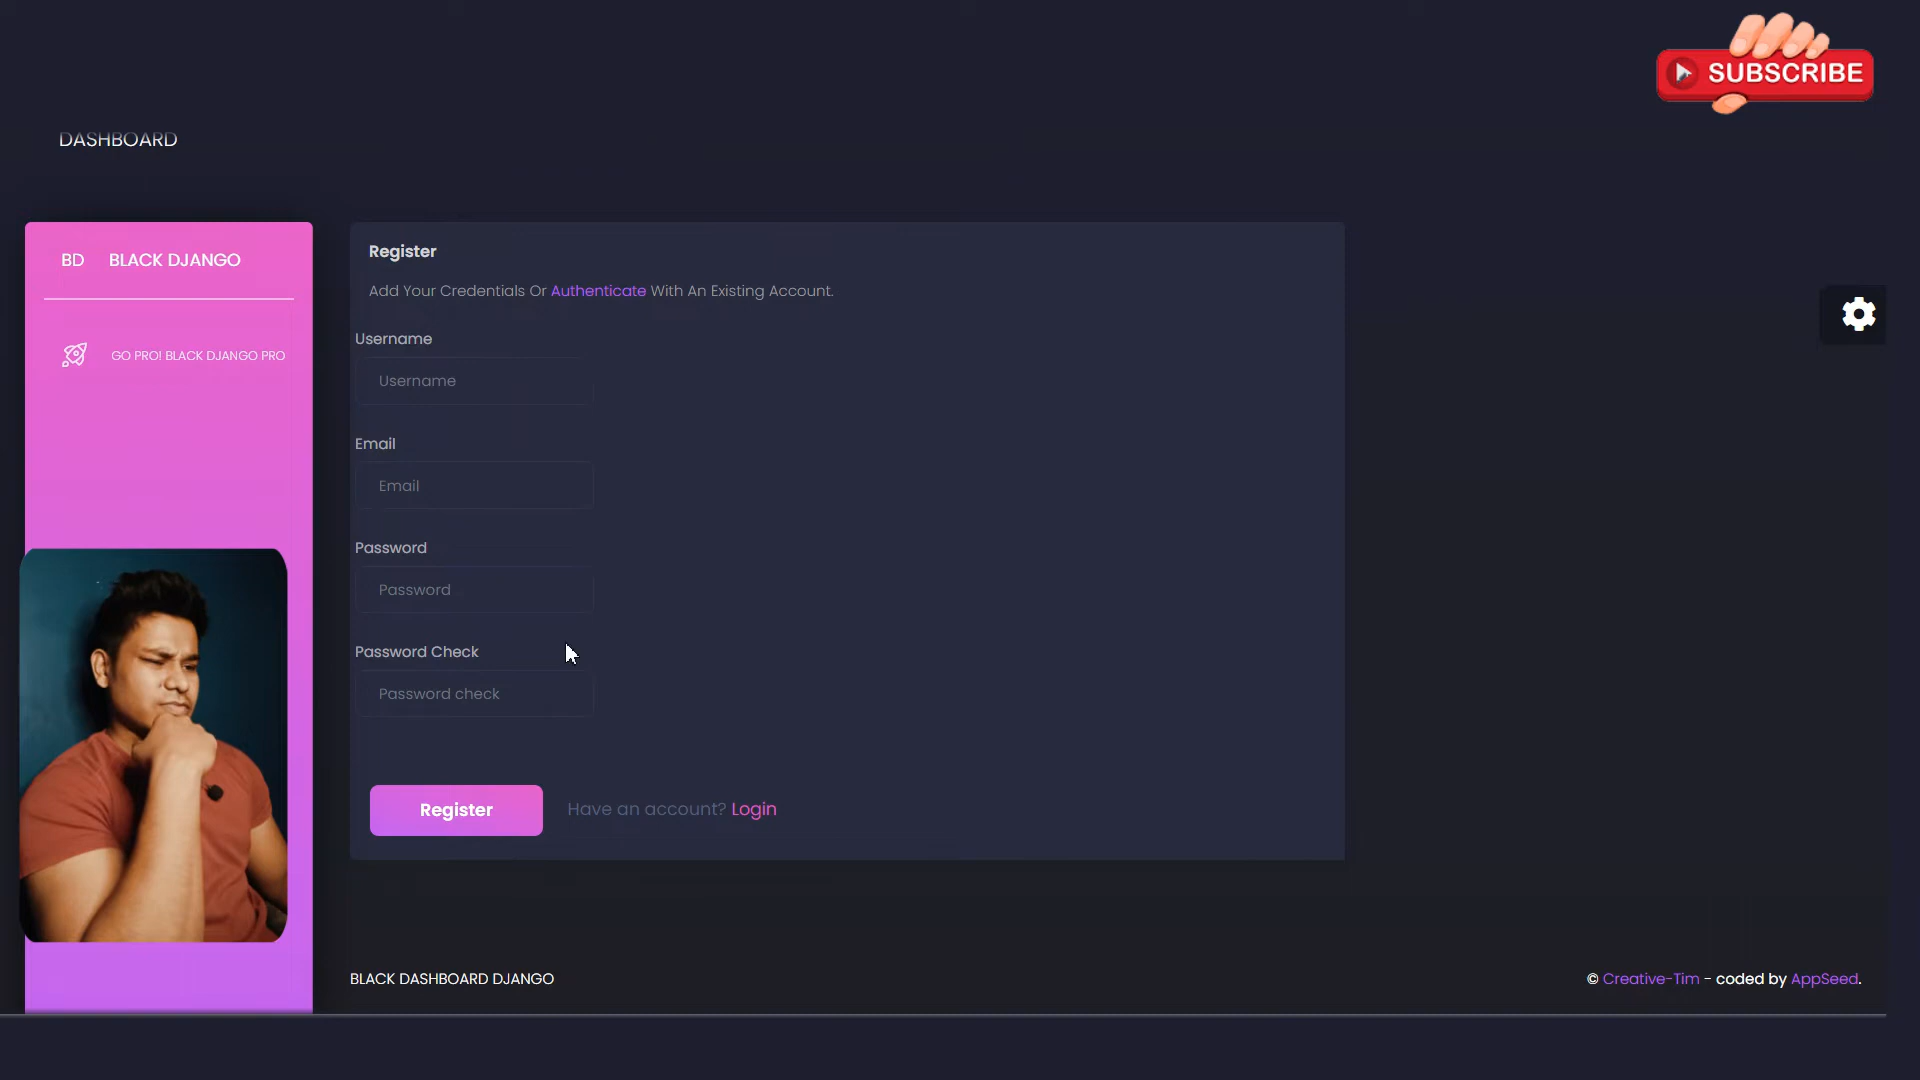 SUBSCRIBE
DASHBOARD
BD BLACK DJANGO
GO PRO! BLACK DJANGO PRO
Register
Add Your Credentials Or Authenticate With An Existing Account.
Username
Username
Email
Email
Password
Password
Password Check
Password check
Register
Have an account? Login
BLACK DASHBOARD DJANGO
© Creative-Tim - coded by AppSeed.